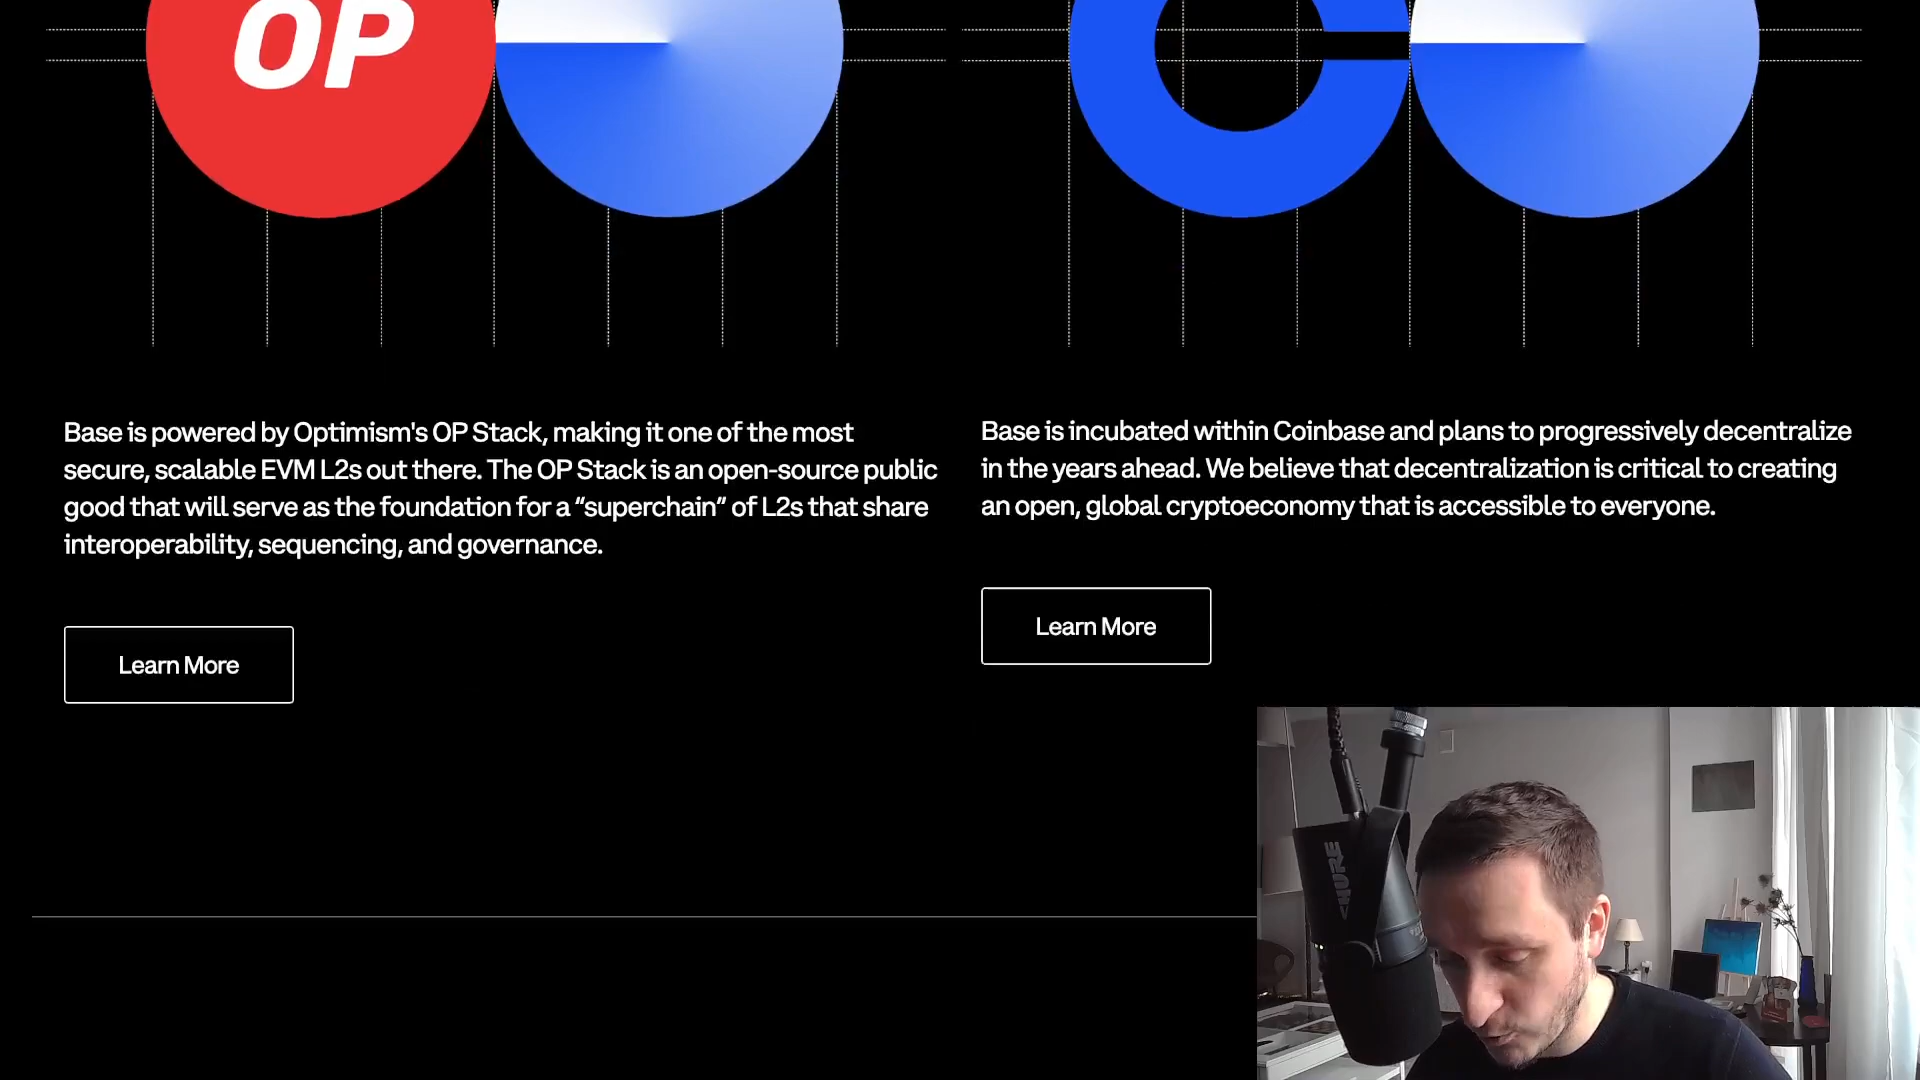 OP
Base is powered by Optimism's OP Stack, making it one of the most
secure, scalable EVM L2s out there. The OP Stack is an open-source public
good that will serve as the foundation for a “superchain” of L2s that share
interoperability, sequencing, and governance.
Learn More
Base is incubated within Coinbase and plans to progressively decentralize
in the years ahead. We believe that decentralization is critical to creating
an open, global cryptoeconomy that is accessible to everyone.
Learn More
SHURE